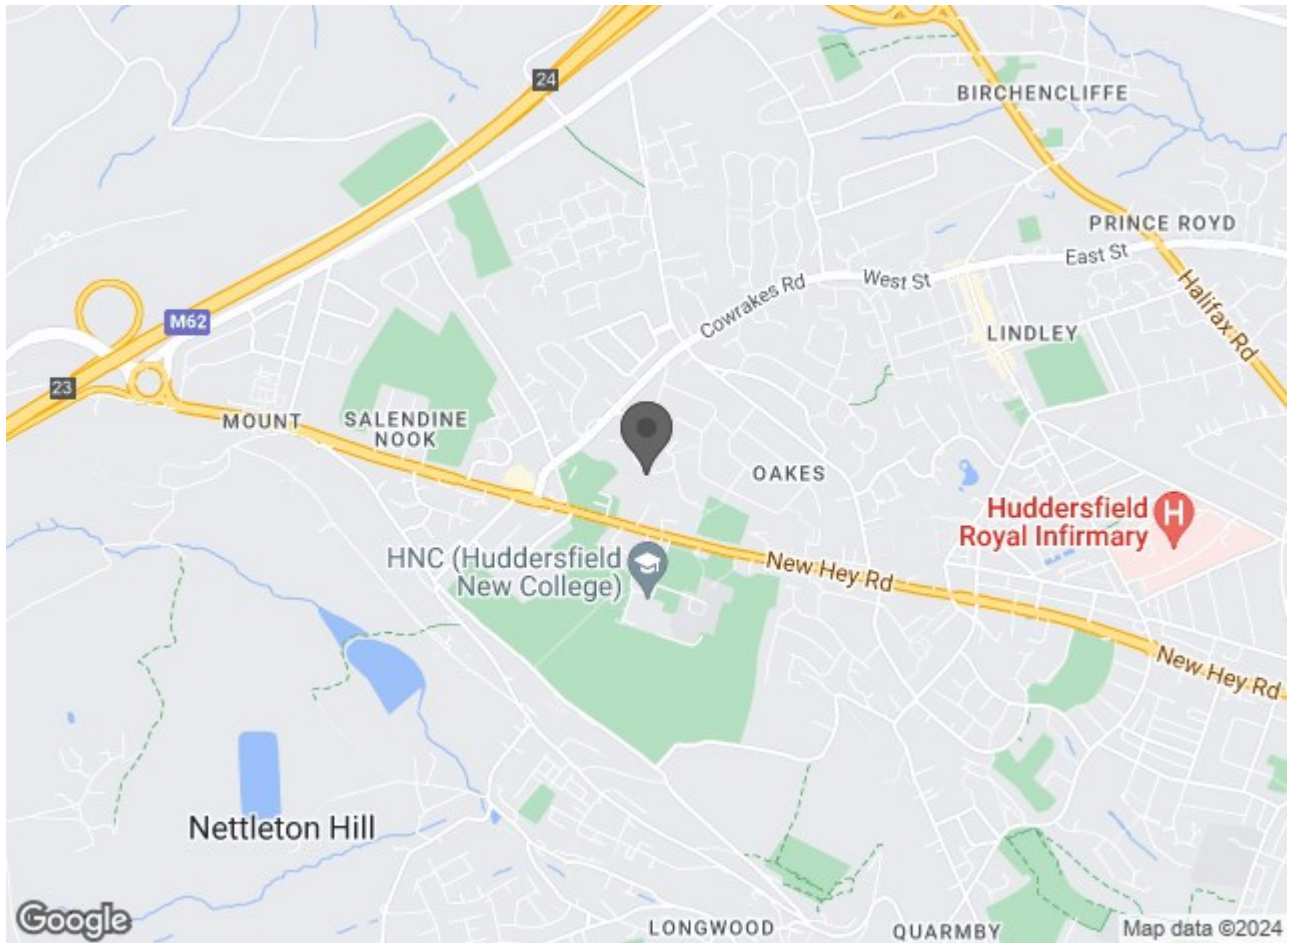 24
BIRCHENCLIFFE
PRINCE ROYD
East St
West St
Cowrakes Rd
Halifax Rd
M62
LINDLEY
23
MOUNT
SALENDINE
NOOK
OAKES
Huddersfield
Royal Infirmary
H
HNC (Huddersfield
New College)
New Hey Rd
New Hey Rd
Nettleton Hill
Google
LONGWOOD
QUARMBY
Map data ©2024